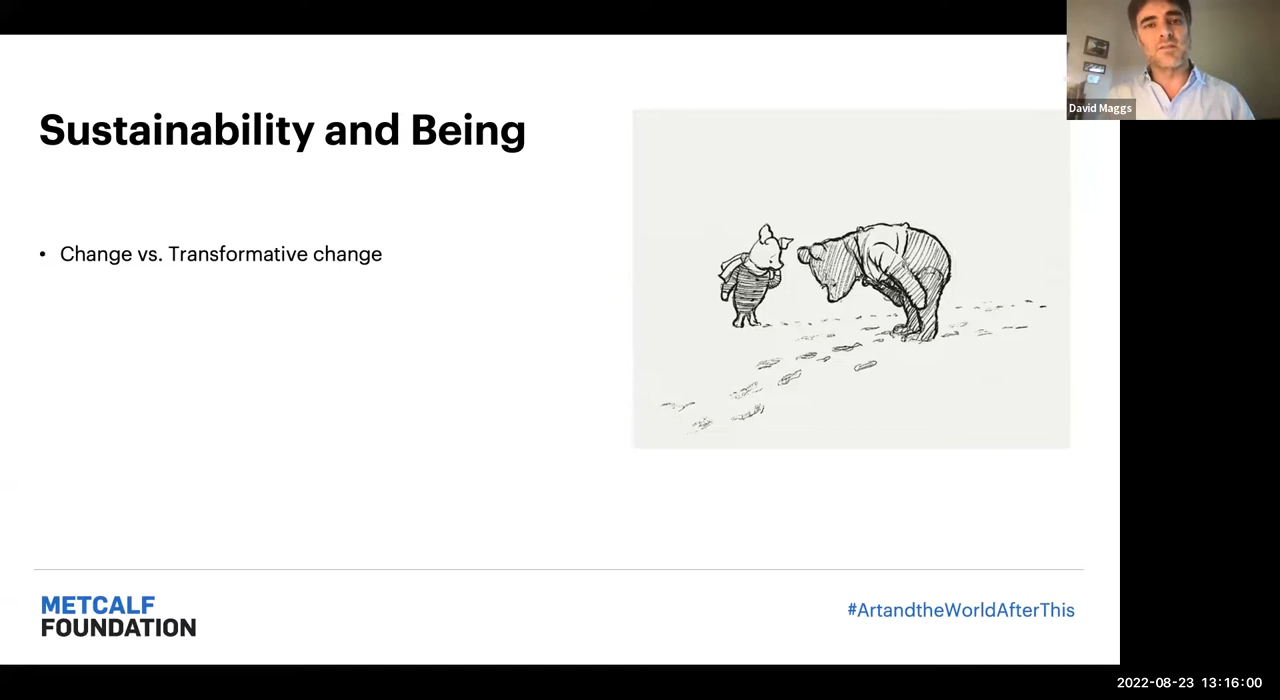 David Maggs
Sustainability and Being
• Change vs. Transformative change
METCALF
FOUNDATION
#ArtandtheWorldAfterThis
2022-08-23 13:16:00